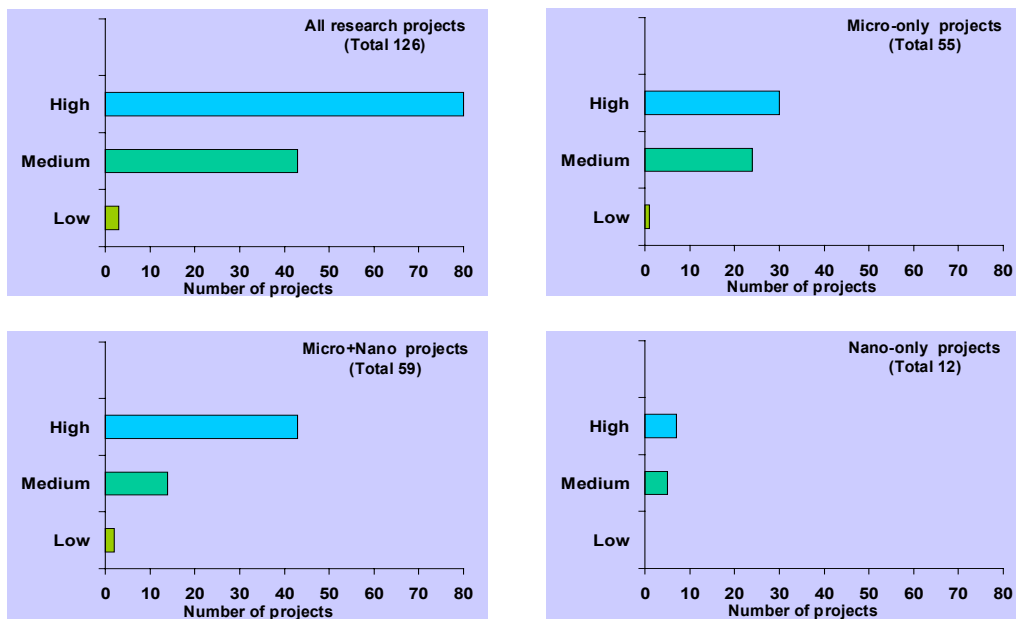 All research projects
(Total 126)
High
Medium
Low
0 10 20 30 40 50 60 70 80
Number of projects
Micro-only projects
(Total 55)
High
Medium
Low
0 10 20 30 40 50 60 70 80
Number of projects
Micro+Nano projects
(Total 59)
High
Medium
Low
0 10 20 30 40 50 60 70 80
Number of projects
Nano-only projects
(Total 12)
High
Medium
Low
0 10 20 30 40 50 60 70 80
Number of projects